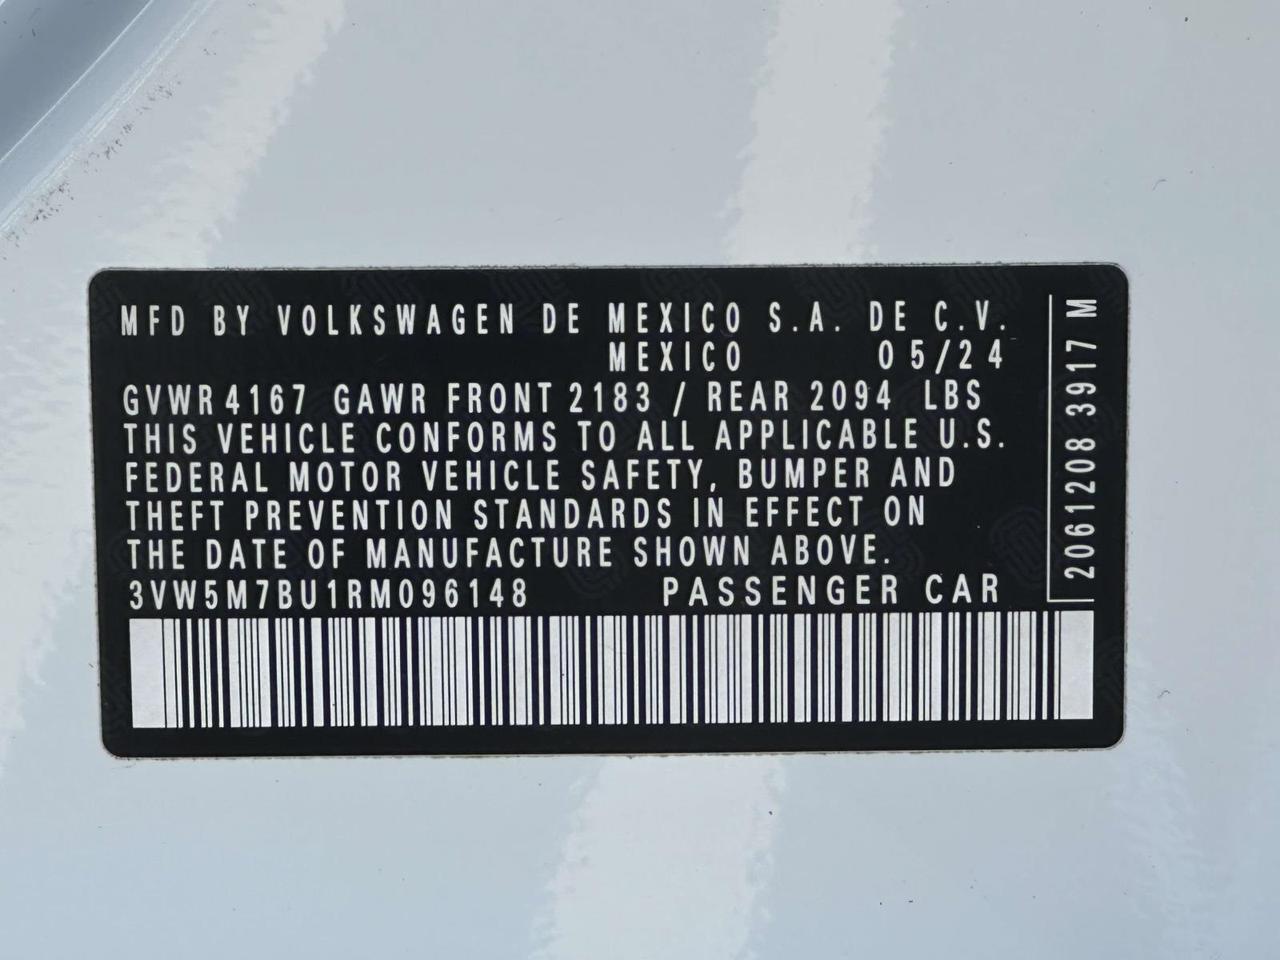 MFD BY VOLKSWAGEN DE MEXICO S.A. DE C.V.
MEXICO 05/24
GVWR 4167 GAWR FRONT 2183 / REAR 2094 LBS
THIS VEHICLE CONFORMS TO ALL APPLICABLE U.S.
FEDERAL MOTOR VEHICLE SAFETY, BUMPER AND
THEFT PREVENTION STANDARDS IN EFFECT ON
THE DATE OF MANUFACTURE SHOWN ABOVE.
3VW5M7BU1RM096148 PASSENGER CAR
2061208 3917 M